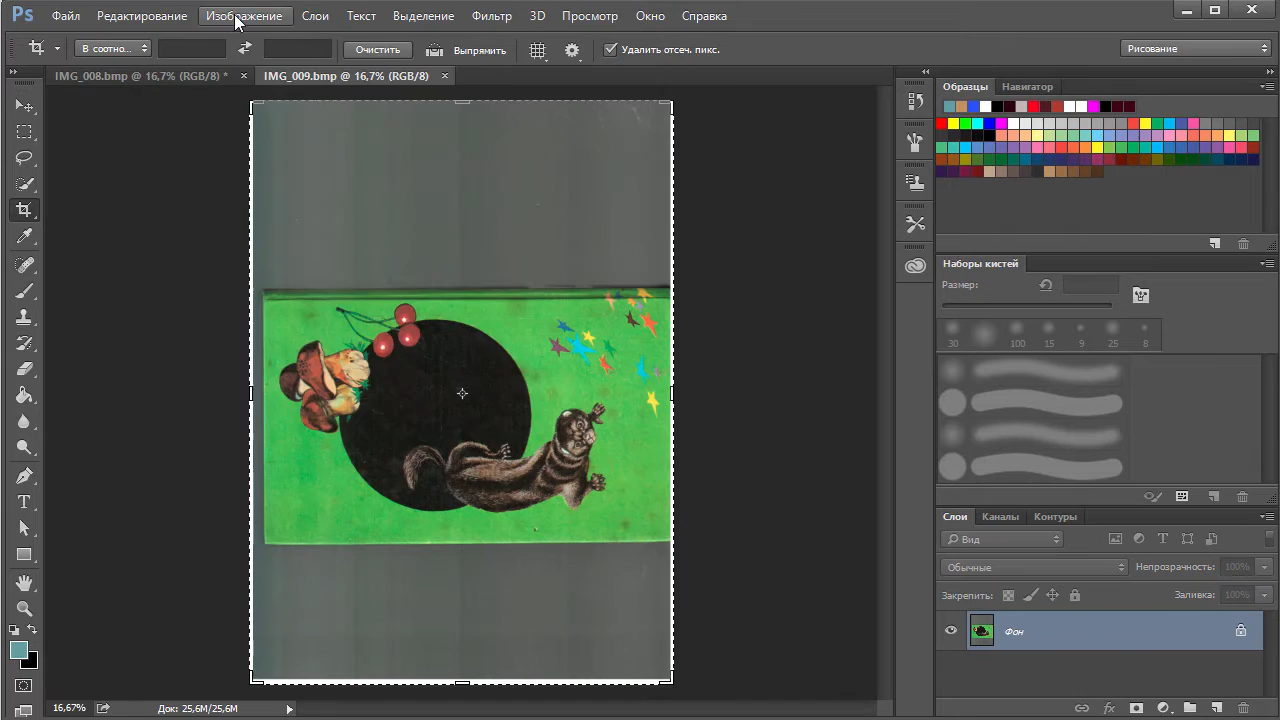 Ps Файл Редактирование Изображение Слои Текст Выделение Фильтр 3D Просмотр Окно Справка
В соотно... Очистить Выпрямить Удалить отсеч. пикс. Рисование
IMG_008.bmp @ 16,7% (RGB/8) * IMG_009.bmp @ 16,7% (RGB/8)
Образцы Навигатор
Наборы кистей
Размер:
30 100 15 9 25 8
Слои Каналы Контуры
Вид
Обычные Непрозрачность: 100%
Закрепить: Заливка: 100%
Фон
16,67% Док: 25,6M/25,6M